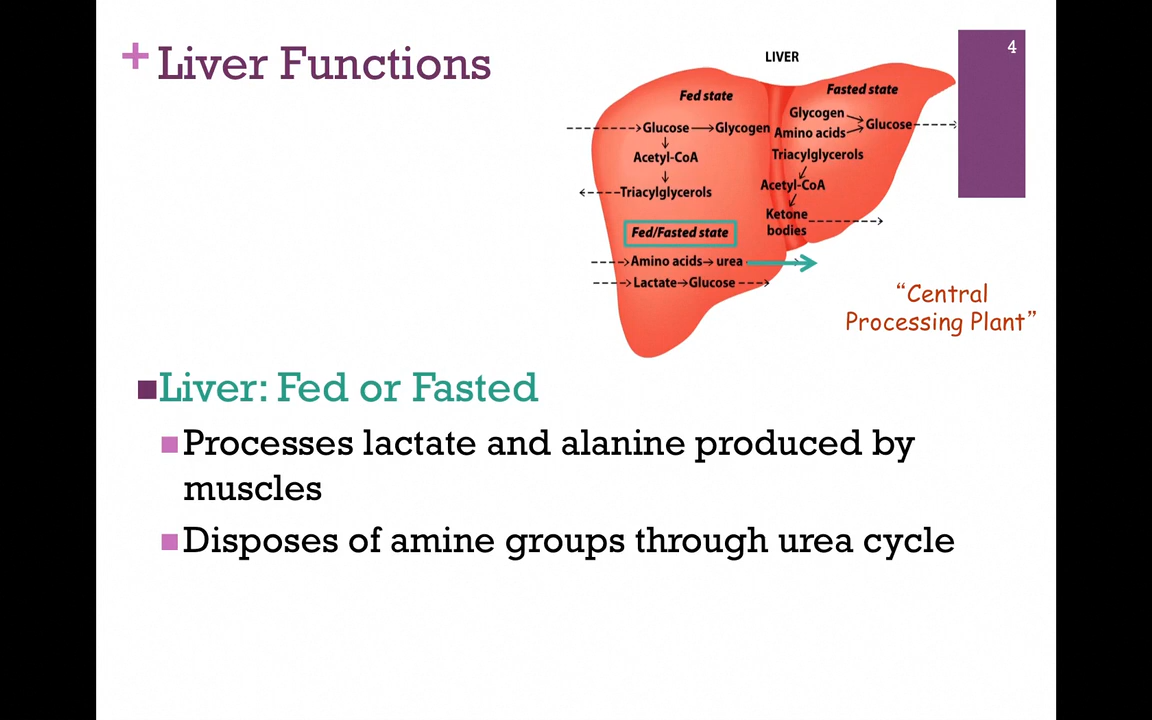 + Liver Functions
4
LIVER
Fed state
Glucose → Glycogen
↓
Acetyl-CoA
↓
Triacylglycerols
Fasted state
Glycogen
Amino acids
Glucose
Triacylglycerols
Acetyl-CoA
Ketone
bodies
Fed/Fasted state
Amino acids → urea
Lactate → Glucose
“Central
Processing Plant”
Liver: Fed or Fasted
Processes lactate and alanine produced by
muscles
Disposes of amine groups through urea cycle